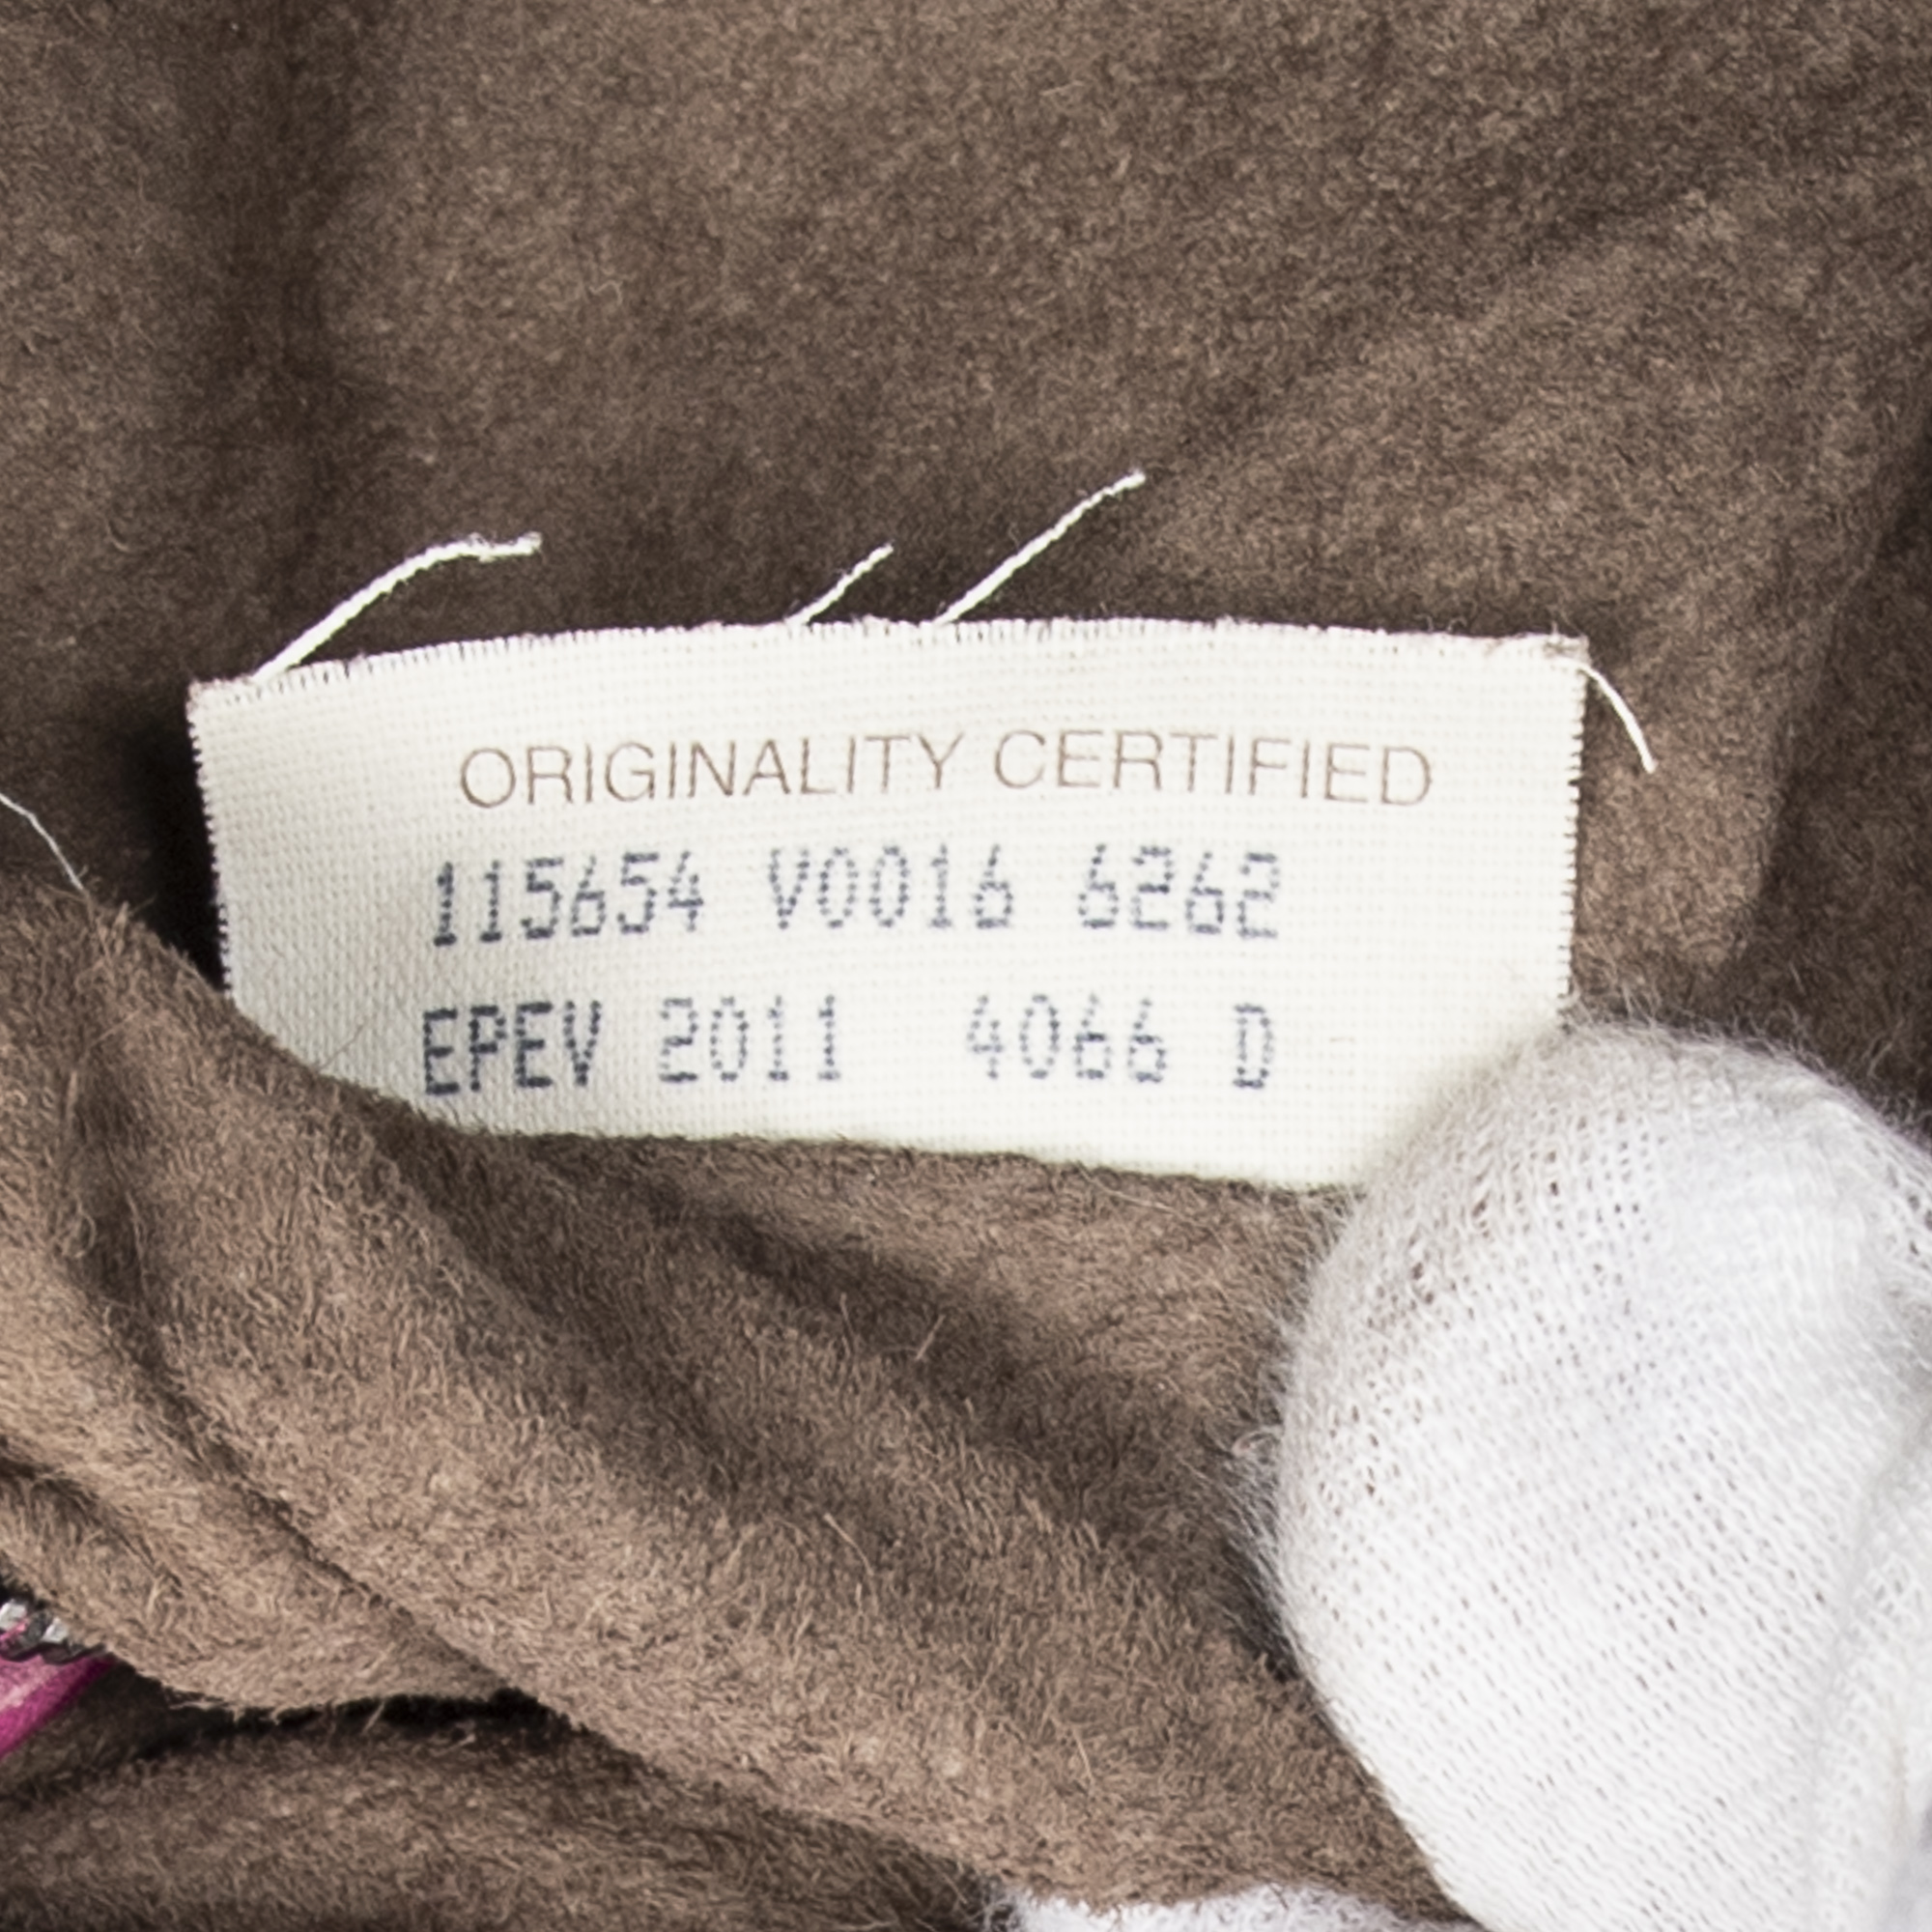 ORIGINALITY CERTIFIED
115654 V0016 6262
EPEV 2011 4066 D